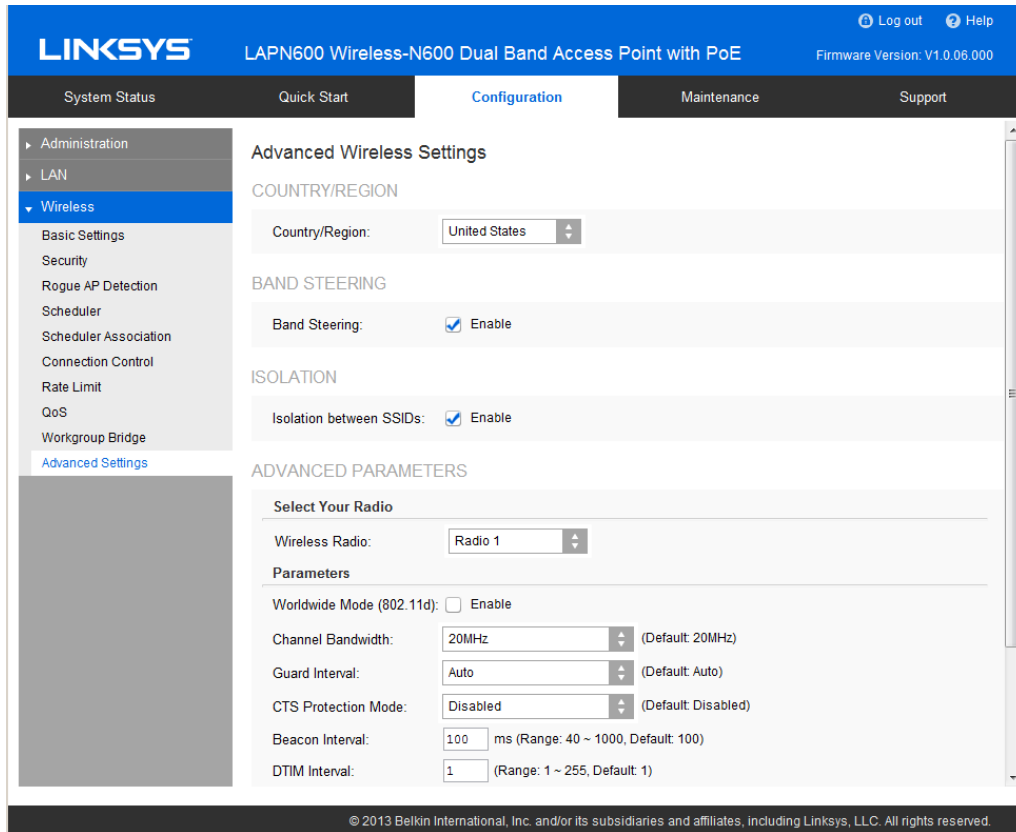 Log out Help
LINKSYS LAPN600 Wireless-N600 Dual Band Access Point with PoE Firmware Version: V1.0.06.000
System Status Quick Start Configuration Maintenance Support
Administration
LAN
Wireless
Basic Settings
Security
Rogue AP Detection
Scheduler
Scheduler Association
Connection Control
Rate Limit
QoS
Workgroup Bridge
Advanced Settings
Advanced Wireless Settings
COUNTRY/REGION
Country/Region: United States
BAND STEERING
Band Steering: Enable
ISOLATION
Isolation between SSIDs: Enable
ADVANCED PARAMETERS
Select Your Radio
Wireless Radio: Radio 1
Parameters
Worldwide Mode (802.11d): Enable
Channel Bandwidth: 20MHz (Default: 20MHz)
Guard Interval: Auto (Default: Auto)
CTS Protection Mode: Disabled (Default: Disabled)
Beacon Interval: 100 ms (Range: 40 ~ 1000, Default: 100)
DTIM Interval: 1 (Range: 1 ~ 255, Default: 1)
© 2013 Belkin International, Inc. and/or its subsidiaries and affiliates, including Linksys, LLC. All rights reserved.